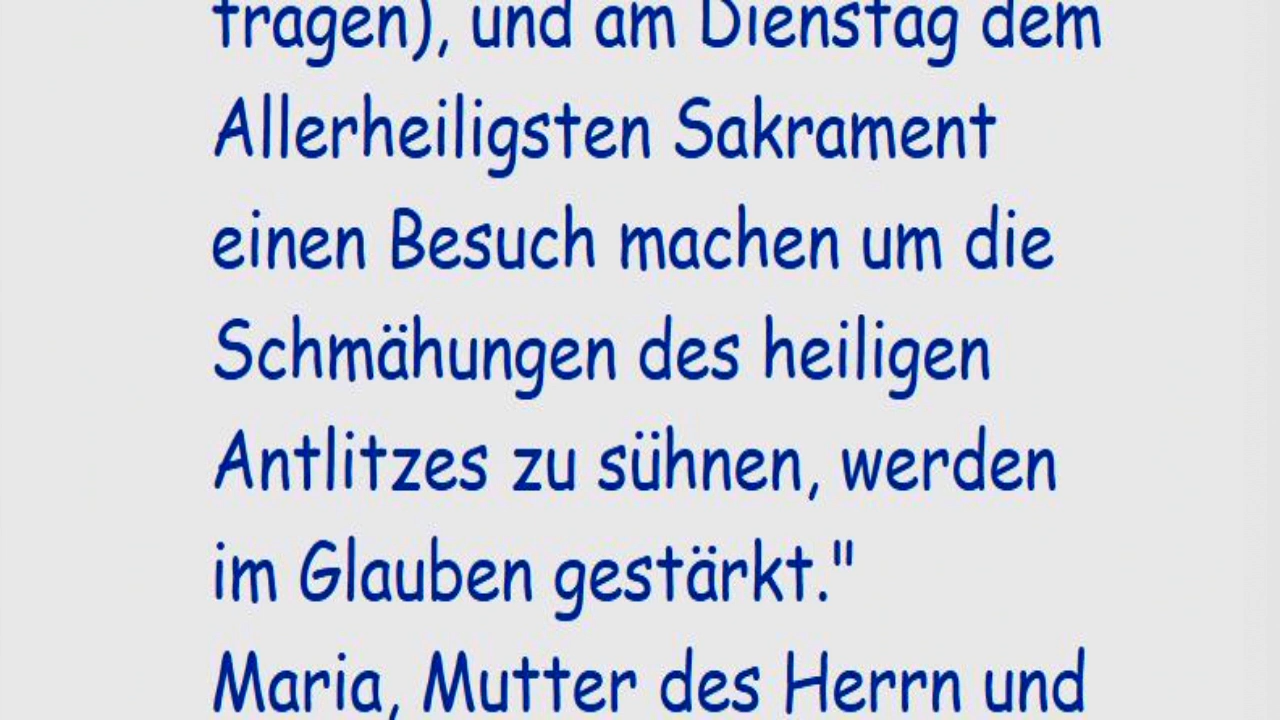 tragen), und am Dienstag dem
Allerheiligsten Sakrament
einen Besuch machen um die
Schmähungen des heiligen
Antlitzes zu sühnen, werden
im Glauben gestärkt."
Maria, Mutter des Herrn und